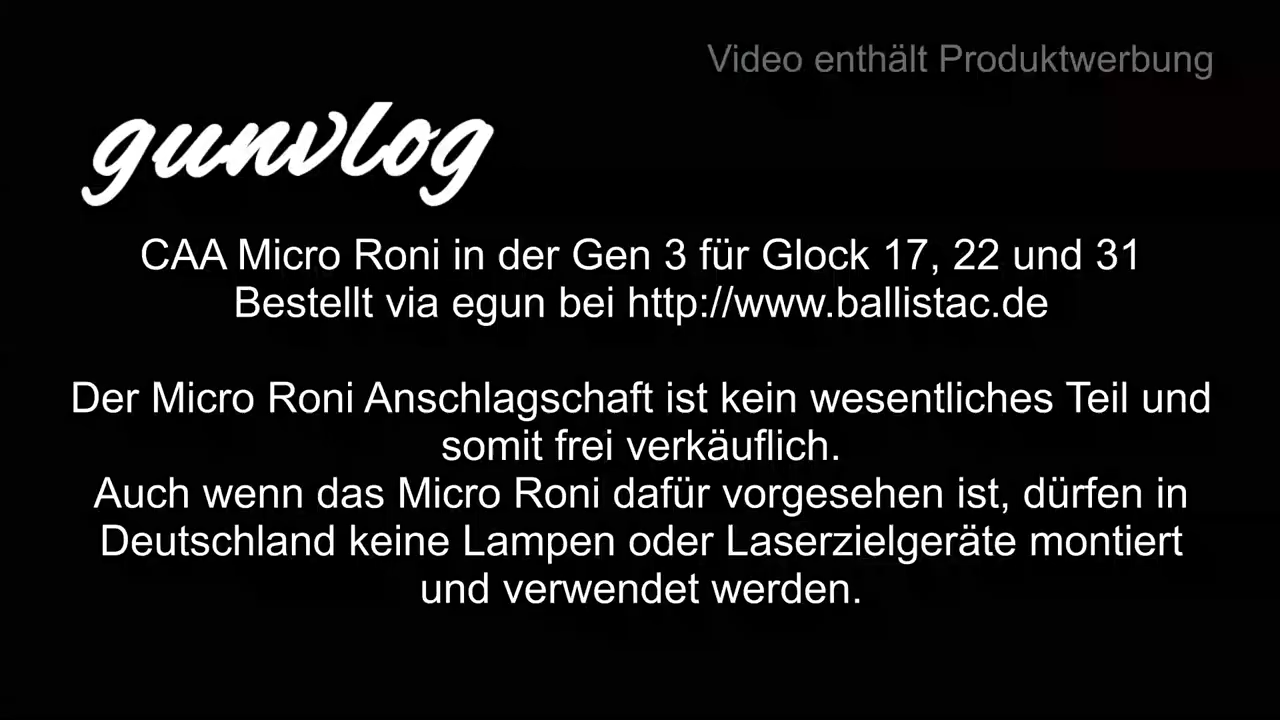 Video enthält Produktwerbung
gunvlog
CAA Micro Roni in der Gen 3 für Glock 17, 22 und 31
Bestellt via egun bei http://www.ballistac.de
Der Micro Roni Anschlagschaft ist kein wesentliches Teil und
somit frei verkäuflich.
Auch wenn das Micro Roni dafür vorgesehen ist, dürfen in
Deutschland keine Lampen oder Laserzielgeräte montiert
und verwendet werden.